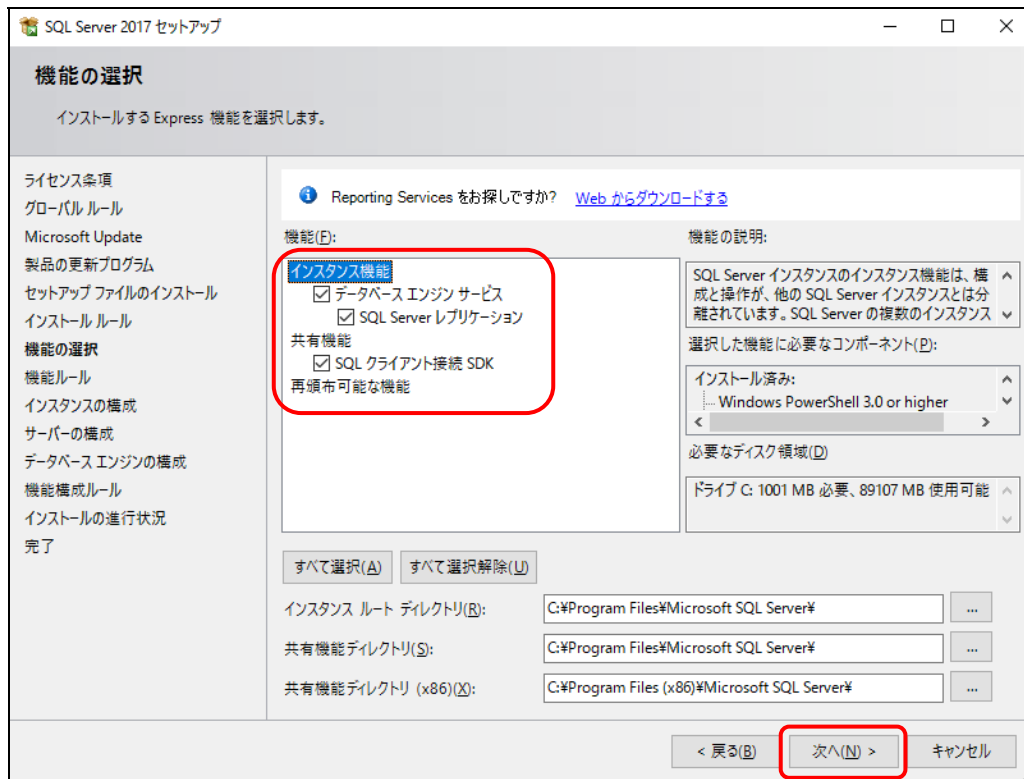 SQL Server 2017 セットアップ
機能の選択
インストールする Express 機能を選択します。
ライセンス条項
グローバル ルール
Microsoft Update
製品の更新プログラム
セットアップ ファイルのインストール
インストール ルール
機能の選択
機能ルール
インスタンスの構成
サーバーの構成
データベース エンジンの構成
機能構成ルール
インストールの進行状況
完了
Reporting Services をお探しですか? Web からダウンロードする
機能(F):
インスタンス機能
データベース エンジン サービス
SQL Server レプリケーション
共有機能
SQL クライアント接続 SDK
再頒布可能な機能
機能の説明:
SQL Server インスタンスのインスタンス機能は、構
成と操作が、他の SQL Server インスタンスとは分
離されています。SQL Server の複数のインスタンス
選択した機能に必要なコンポーネント(P):
インストール済み:
Windows PowerShell 3.0 or higher
必要なディスク領域(D)
ドライブ C: 1001 MB 必要、89107 MB 使用可能
すべて選択(A) すべて選択解除(U)
インスタンス ルート ディレクトリ(R): C:¥Program Files¥Microsoft SQL Server¥ ...
共有機能ディレクトリ(S): C:¥Program Files¥Microsoft SQL Server¥ ...
共有機能ディレクトリ (x86)(X): C:¥Program Files (x86)¥Microsoft SQL Server¥ ...
< 戻る(B) 次へ(N) > キャンセル